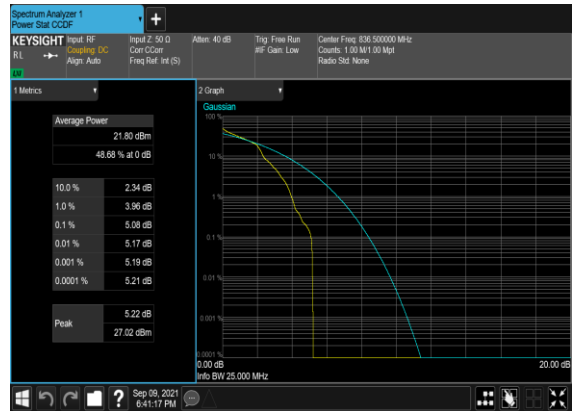 Spectrum Analyzer 1
Power Stat CCDF
KEYSIGHT
Input: RF
Input Z: 50 Ω
Atten: 40 dB
Trig: Free Run
Center Freq: 836.500000 MHz
RL
Coupling: DC
Corr CCorr
#IF Gain: Low
Counts: 1.00 M/1.00 Mpt
Align: Auto
Freq Ref: Int (S)
Radio Std: None
1 Metrics
2 Graph
Average Power
21.80 dBm
48.68 % at 0 dB
10.0 % 2.34 dB
1.0 % 3.96 dB
0.1 % 5.08 dB
0.01 % 5.17 dB
0.001 % 5.19 dB
0.0001 % 5.21 dB
Peak
5.22 dB
27.02 dBm
Gaussian
100 %
10 %
1 %
0.1 %
0.01 %
0.001 %
0.0001 %
0.00 dB
20.00 dB
Info BW 25.000 MHz
Sep 09, 2021
6:41:17 PM